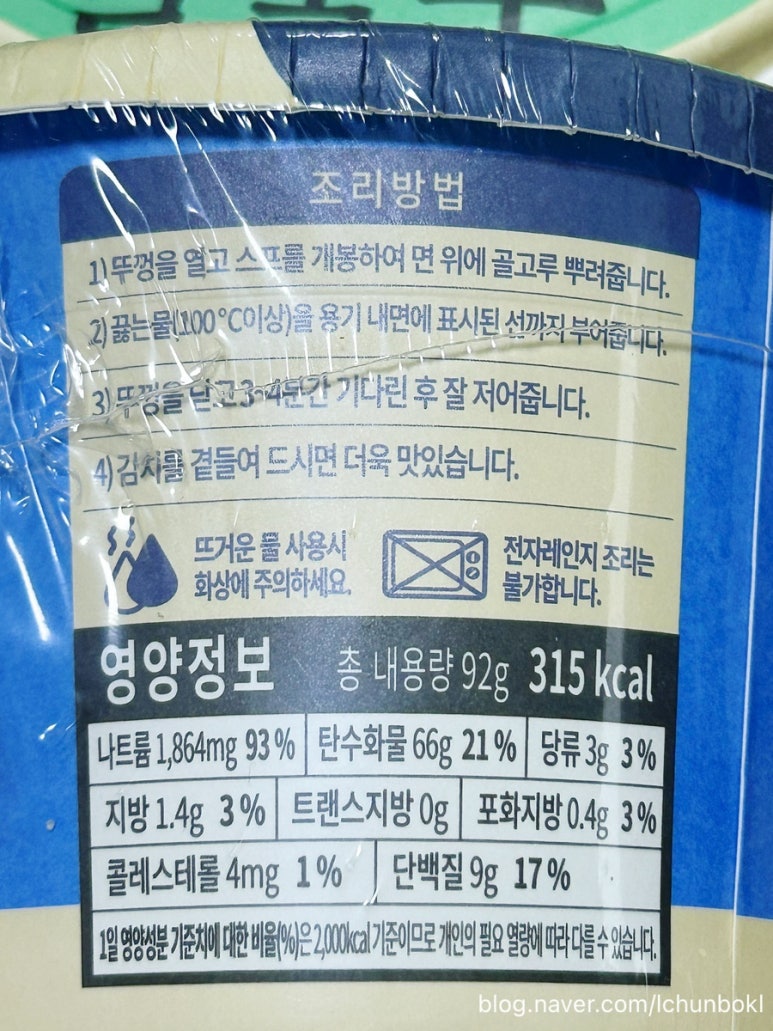 조리방법
1) 뚜껑을 열고 스프를 개봉하여 면 위에 골고루 뿌려줍니다.
2) 끓는물(100°C이상)을 용기 내면에 표시된 선까지 부어줍니다.
3) 뚜껑을 닫고 3~4분간 기다린 후 잘 저어줍니다.
4) 김치를 곁들여 드시면 더욱 맛있습니다.
뜨거운 물 사용시
화상에 주의하세요.
전자레인지 조리는
불가합니다.
영양정보 총 내용량 92g 315 kcal
나트륨 1,864mg 93% 탄수화물 66g 21% 당류 3g 3%
지방 1.4g 3% 트랜스지방 0g 포화지방 0.4g 3%
콜레스테롤 4mg 1% 단백질 9g 17%
1일 영양성분 기준치에 대한 비율(%)은 2,000kcal 기준이므로 개인의 필요 열량에 따라 다를 수 있습니다.
blog.naver.com/lchunbokl